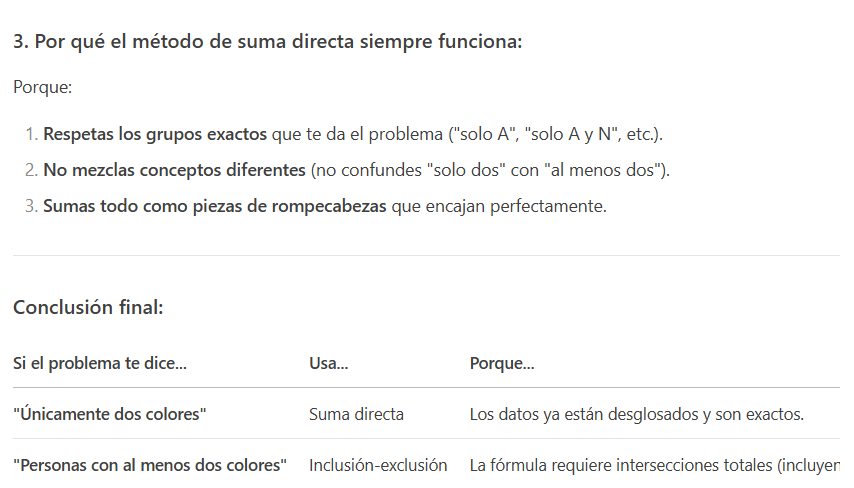 3. Por qué el método de suma directa siempre funciona:
Porque:
1. Respetas los grupos exactos que te da el problema ("solo A", "solo A y N", etc.).
2. No mezclas conceptos diferentes (no confundes "solo dos" con "al menos dos").
3. Sumas todo como piezas de rompecabezas que encajan perfectamente.
Conclusión final:
Si el problema te dice... Usa... Porque...
"Únicamente dos colores" Suma directa Los datos ya están desglosados y son exactos.
"Personas con al menos dos colores" Inclusión-exclusión La fórmula requiere intersecciones totales (incluyen